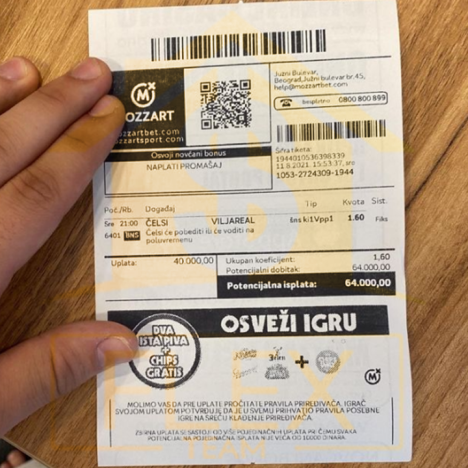 MOZZART
mozzartbet.com
mozzartsport.com
Južni Bulevar,
Beograd,Južni bulevar br.45,
help@mozzartbet.com
besplatno 0800 800 899
Osvoji novčani bonus
NAPLATI PROMAŠAJ
Šifra tiketa:
1944010536398339
11.8.2021. 15:53:37, sre
1053-2724309-1944
Poč./Rb. Događaj Tip Kvota Sist.
Sre 21:00 ČELSI VILJAREAL 1.60 Fiks
6401 Čelsi će pobediti ili će voditi na
poluvremenu
Uplata: 40.000,00
Ukupan koeficijent: 1,60
Potencijalni dobitak: 64.000,00
Potencijalna isplata: 64.000,00
DVA
ISTA PIVA
+
CHIPS
GRATIS
OSVEŽI IGRU
+
MOLIMO VAS DA PRE UPLATE PROČITATE PRAVILA PRIREĐIVAČA. IGRAČ
SVOJOM UPLATOM POTVRĐUJE DA JE U SVEMU PRIHVATIO PRAVILA POSEBNE
IGRE NA SREĆU KLAĐENJE PRIREĐIVAČA.
TEAM